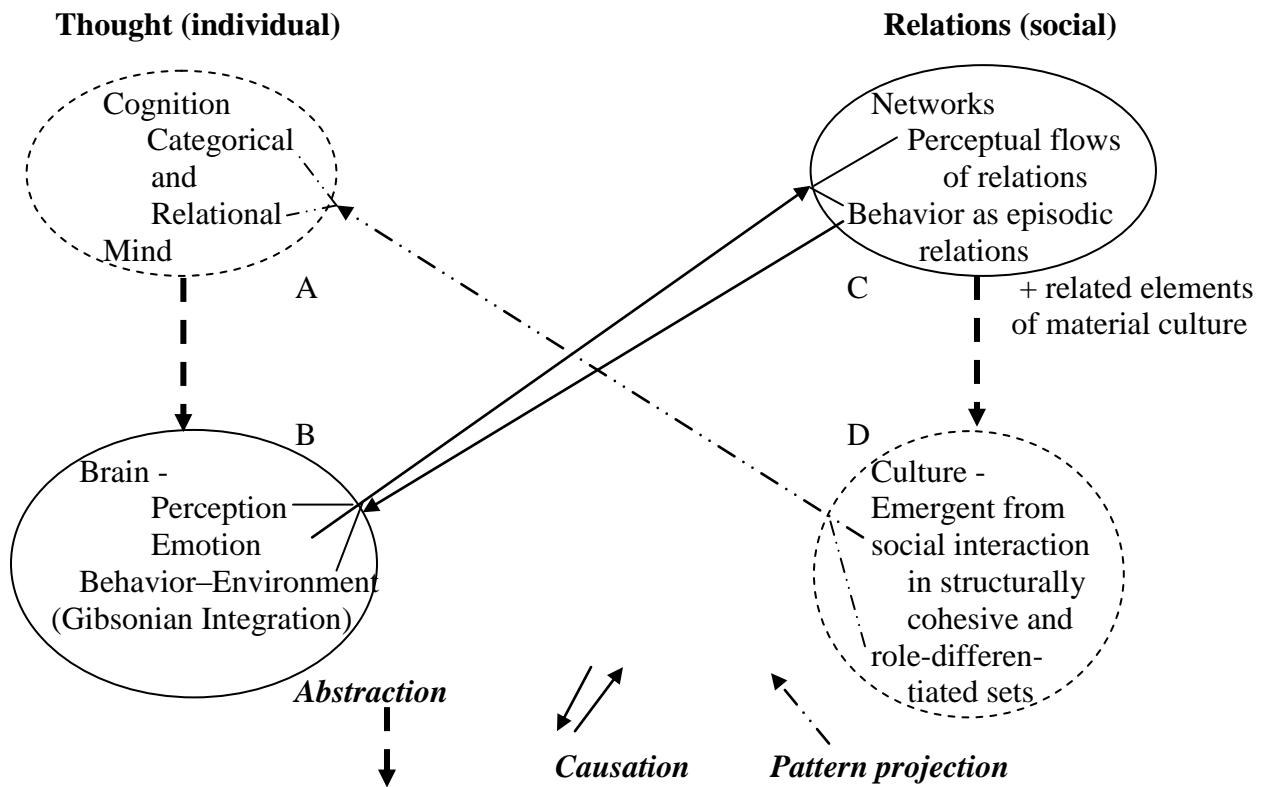 Thought (individual)
Relations (social)
Cognition
Categorical
and
Relational
Mind
A
Networks
Perceptual flows
of relations
Behavior as episodic
relations
C
+ related elements
of material culture
B
Brain -
Perception
Emotion
Behavior–Environment
(Gibsonian Integration)
D
Culture -
Emergent from
social interaction
in structurally
cohesive and
role-differen-
tiated sets
Abstraction
Causation
Pattern projection